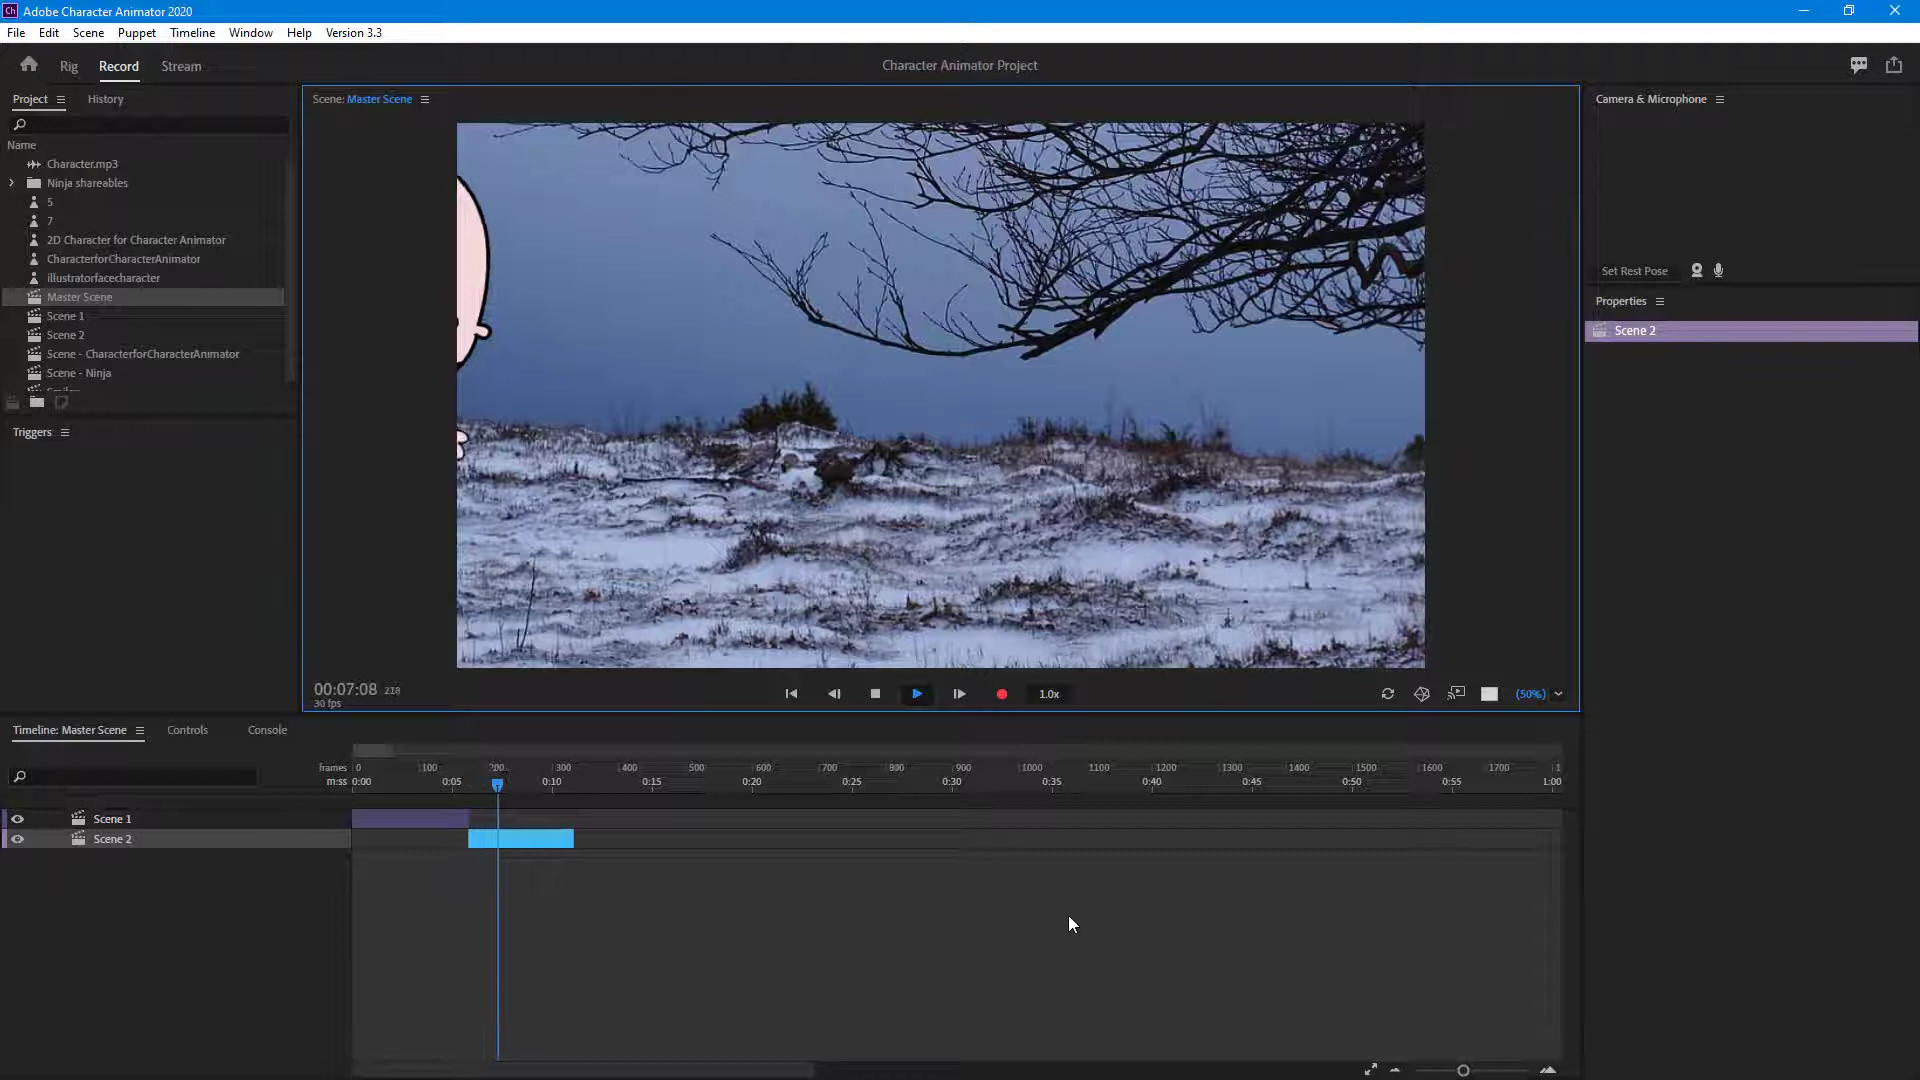 Ch Adobe Character Animator 2020
File Edit Scene Puppet Timeline Window Help Version 3.3
Rig Record Stream Character Animator Project
Project History
Name
Character.mp3
Ninja shareables
5
7
2D Character for Character Animator
CharacterforCharacterAnimator
illustratorfacecharacter
Master Scene
Scene 1
Scene 2
Scene - CharacterforCharacterAnimator
Scene - Ninja
Triggers
Scene: Master Scene
00:07:08 218
30 fps
1.0x
(50%)
Camera & Microphone
Set Rest Pose
Properties
Scene 2
Timeline: Master Scene Controls Console
frames 0 100 200 300 400 500 600 700 800 900 1000 1100 1200 1300 1400 1500 1600 1700 1
m:ss 0:00 0:05 0:10 0:15 0:20 0:25 0:30 0:35 0:40 0:45 0:50 0:55 1:00
Scene 1
Scene 2